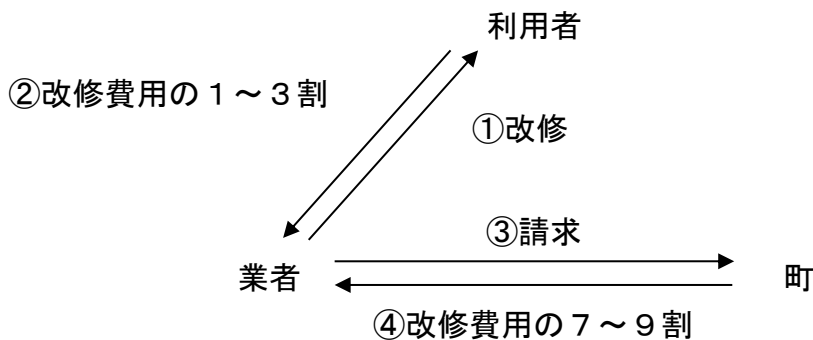 利用者
②改修費用の１～３割
①改修
③請求
業者
町
④改修費用の７～９割